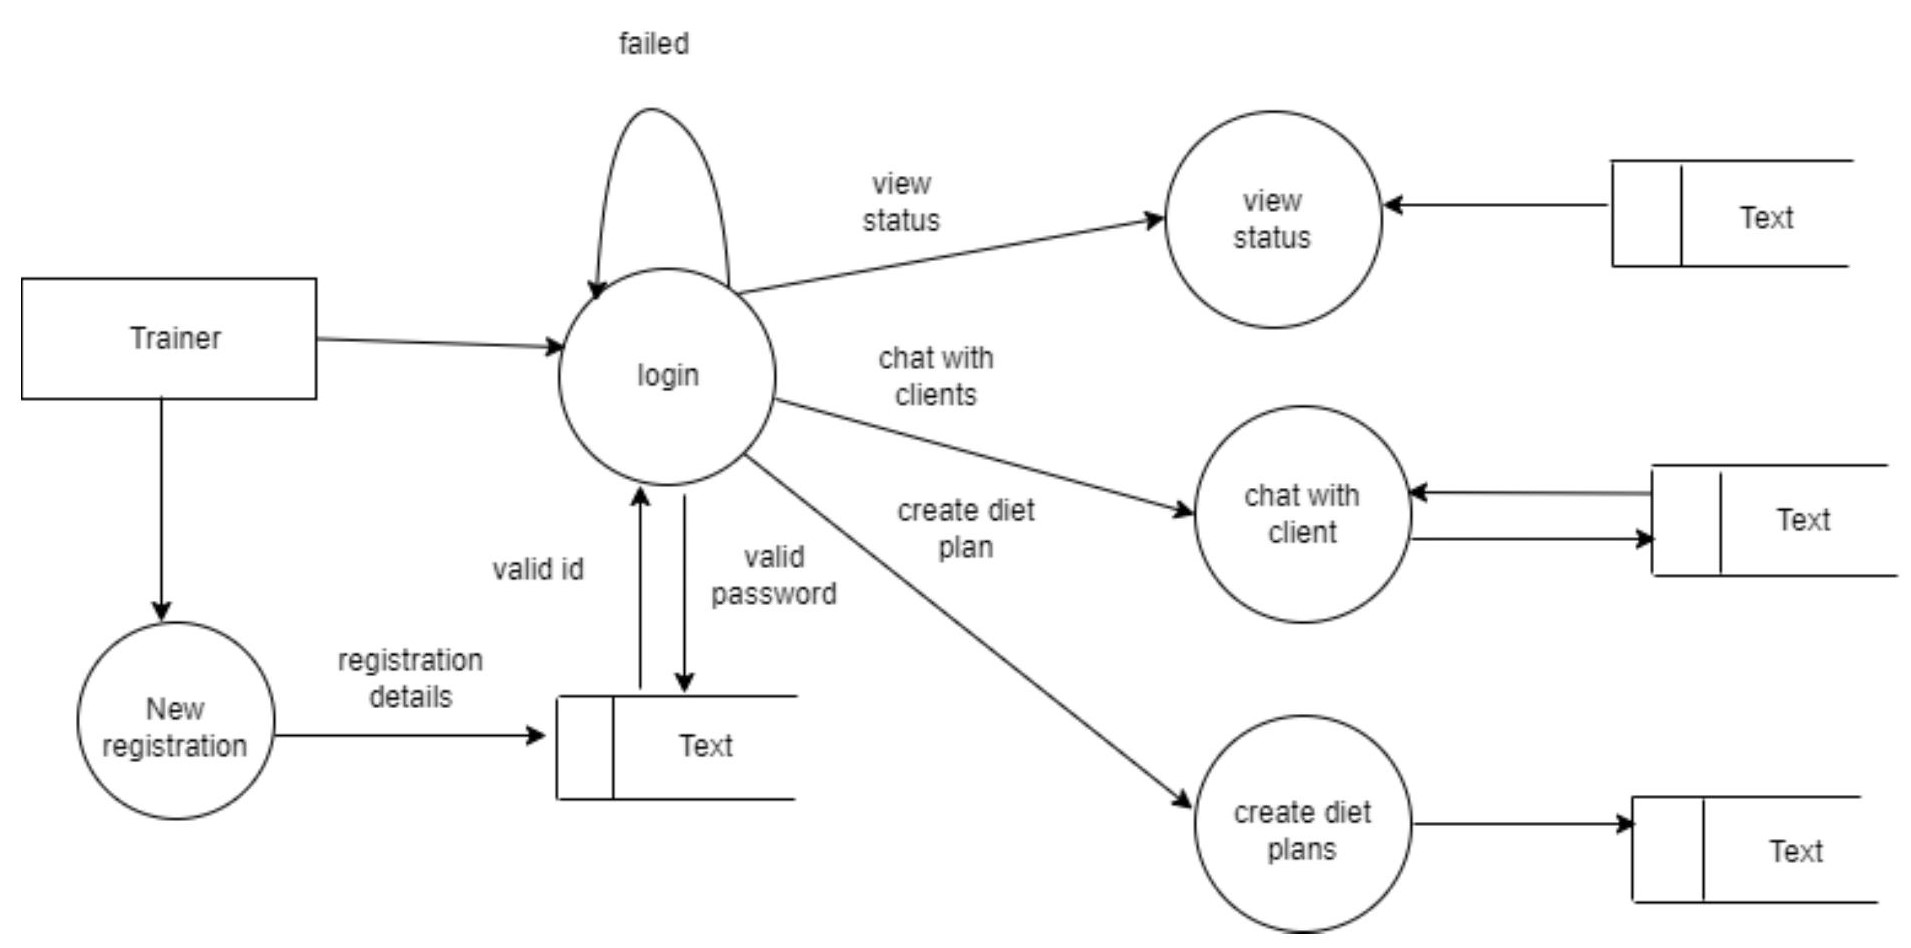 failed
view
status
view
status
Text
Trainer
login
chat with
clients
chat with
client
Text
create diet
plan
valid id
valid
password
registration
details
New
registration
Text
create diet
plans
Text